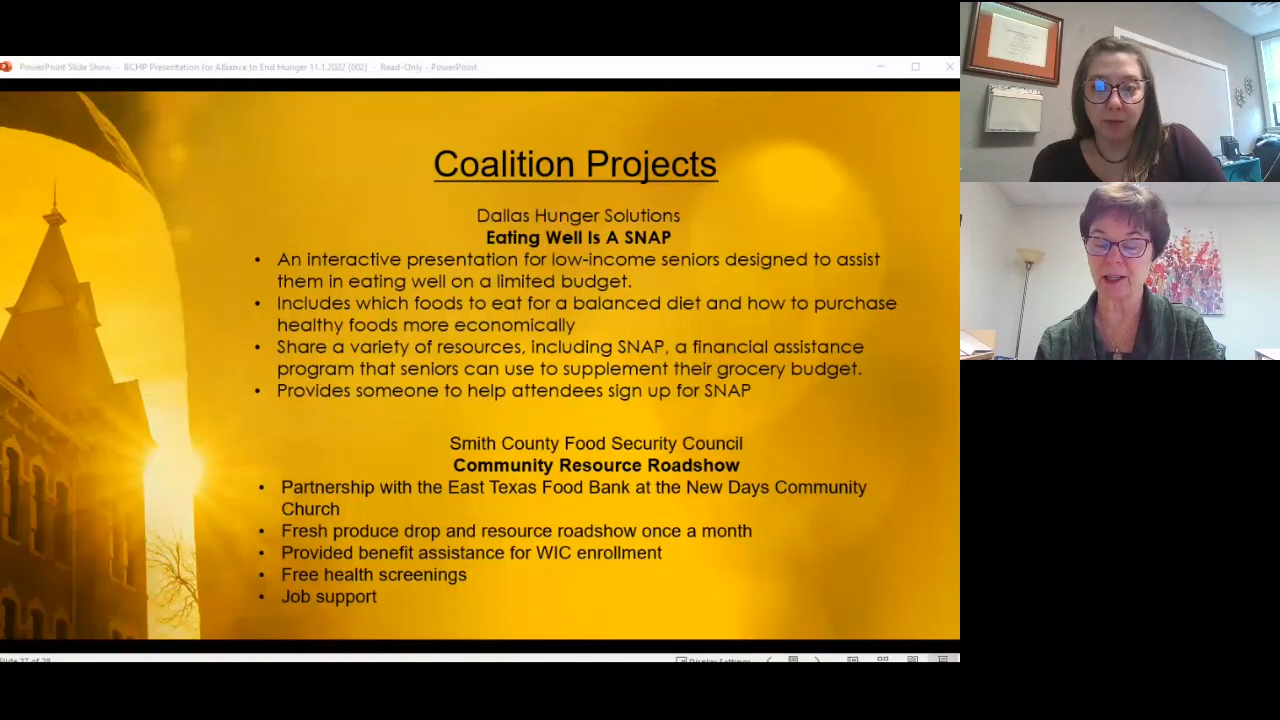 PowerPoint Slide Show - BCHP Presentation for Alliance to End Hunger 11.1.2022 (002) - Read-Only - PowerPoint
Coalition Projects
Dallas Hunger Solutions
Eating Well Is A SNAP
• An interactive presentation for low-income seniors designed to assist
them in eating well on a limited budget.
• Includes which foods to eat for a balanced diet and how to purchase
healthy foods more economically
• Share a variety of resources, including SNAP, a financial assistance
program that seniors can use to supplement their grocery budget.
• Provides someone to help attendees sign up for SNAP
Smith County Food Security Council
Community Resource Roadshow
• Partnership with the East Texas Food Bank at the New Days Community
Church
• Fresh produce drop and resource roadshow once a month
• Provided benefit assistance for WIC enrollment
• Free health screenings
• Job support
Display Settings